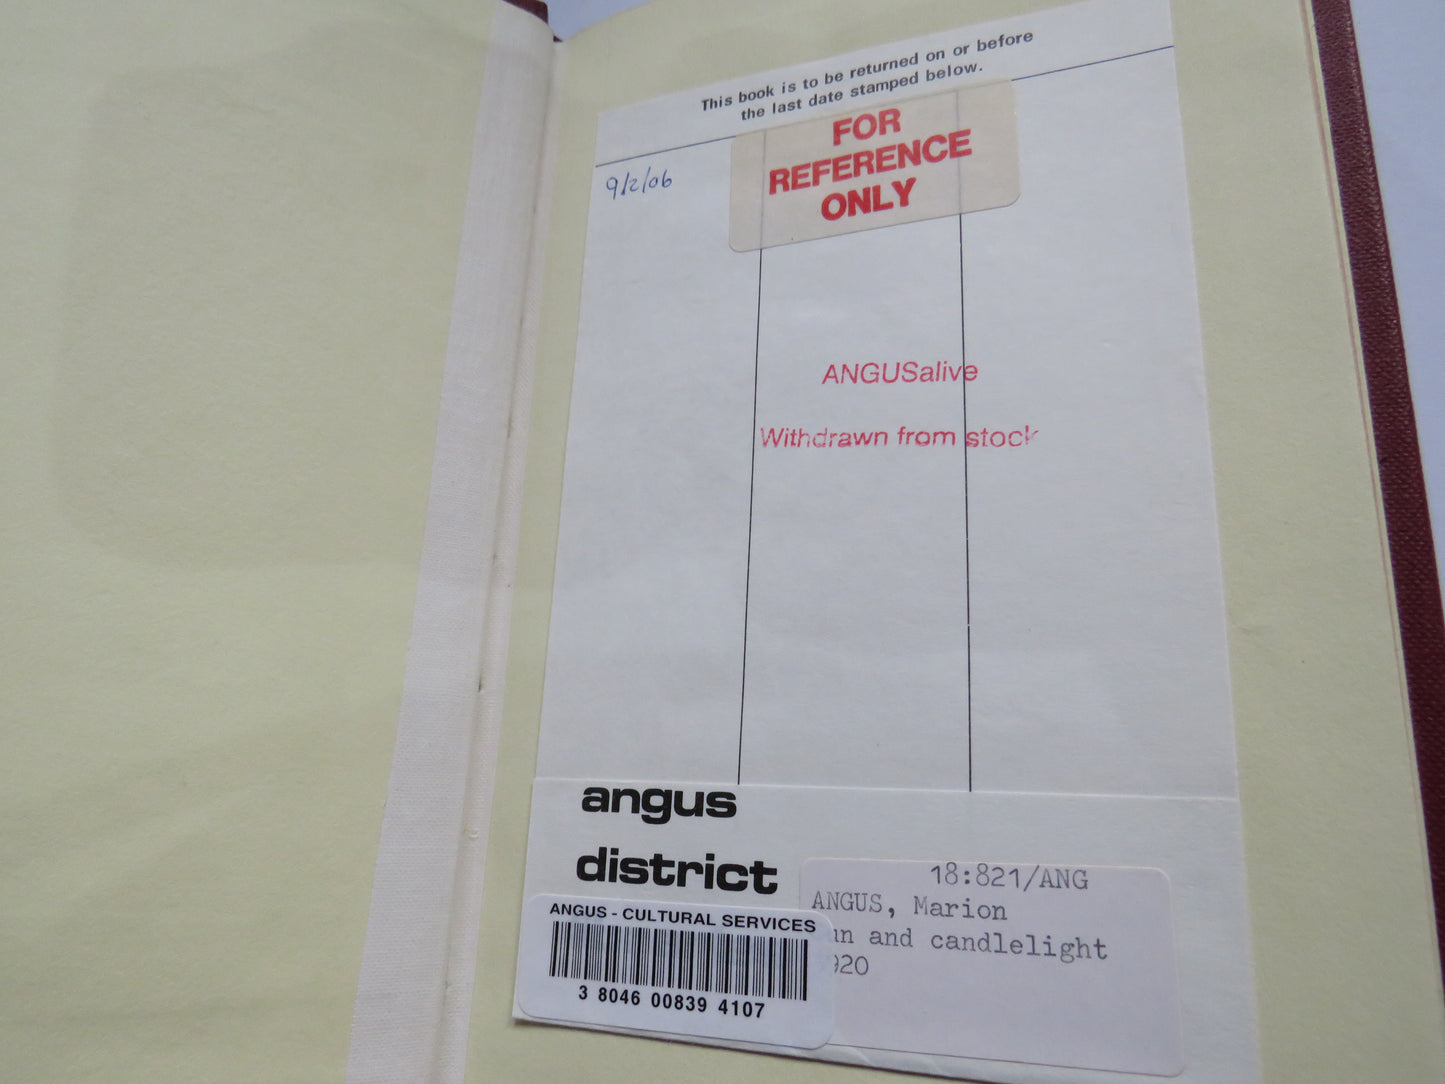 This book is to be returned on or before
the last date stamped below.
FOR
REFERENCE
ONLY
9/2/06
ANGUSalive
Withdrawn from stock
angus
district
18:821/ANG
ANGUS, Marion
and candlelight
ANGUS - CULTURAL SERVICES
3 8046 00839 4107